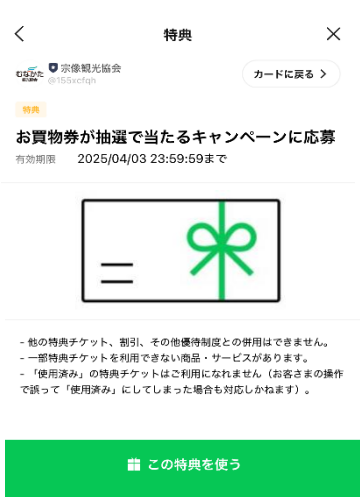 特典
むなかた
宗像観光協会
@155xcfqh
カードに戻る
特典
お買物券が抽選で当たるキャンペーンに応募
有効期限 2025/04/03 23:59:59まで
- 他の特典チケット、割引、その他優待制度との併用はできません。
- 一部特典チケットを利用できない商品・サービスがあります。
- 「使用済み」の特典チケットはご利用になれません（お客さまの操作
で誤って「使用済み」にしてしまった場合も対応しかねます）。
この特典を使う